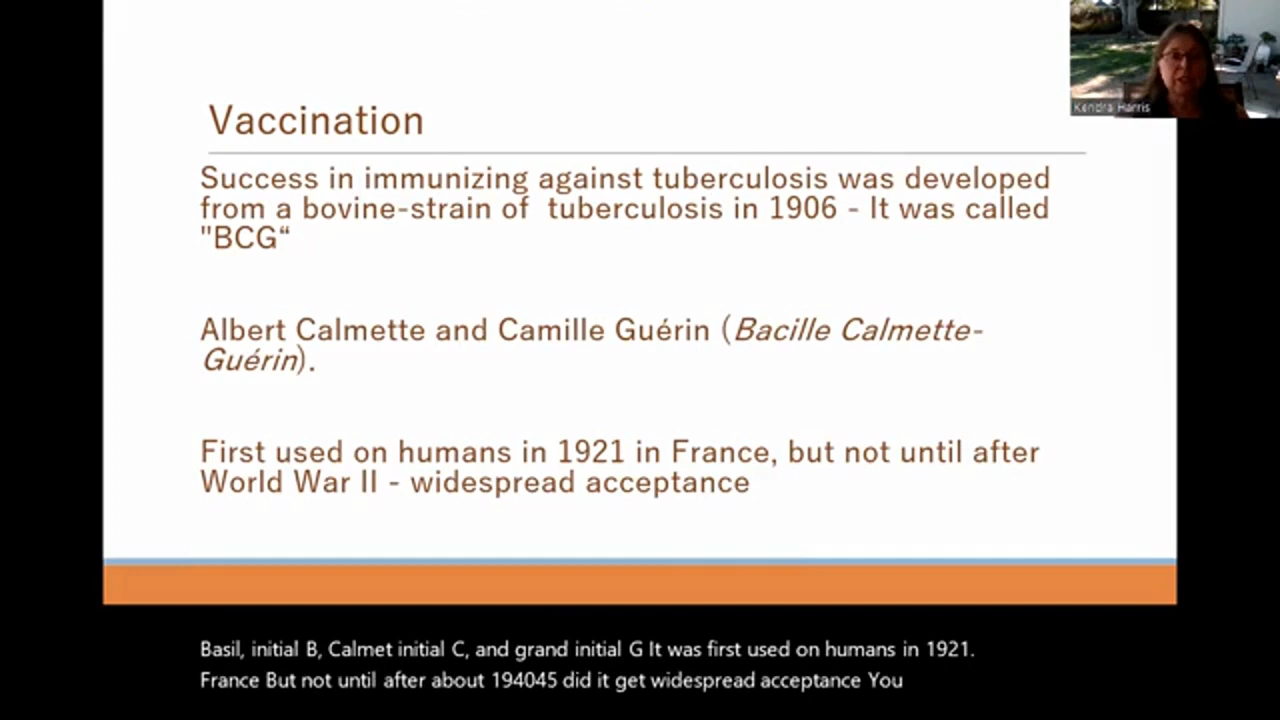 Kendra Harris
Vaccination
Success in immunizing against tuberculosis was developed
from a bovine-strain of  tuberculosis in 1906 - It was called
"BCG“
Albert Calmette and Camille Guérin (Bacille Calmette-
Guérin).
First used on humans in 1921 in France, but not until after
World War II - widespread acceptance
Basil, initial B, Calmet initial C, and grand initial G It was first used on humans in 1921.
France But not until after about 194045 did it get widespread acceptance You